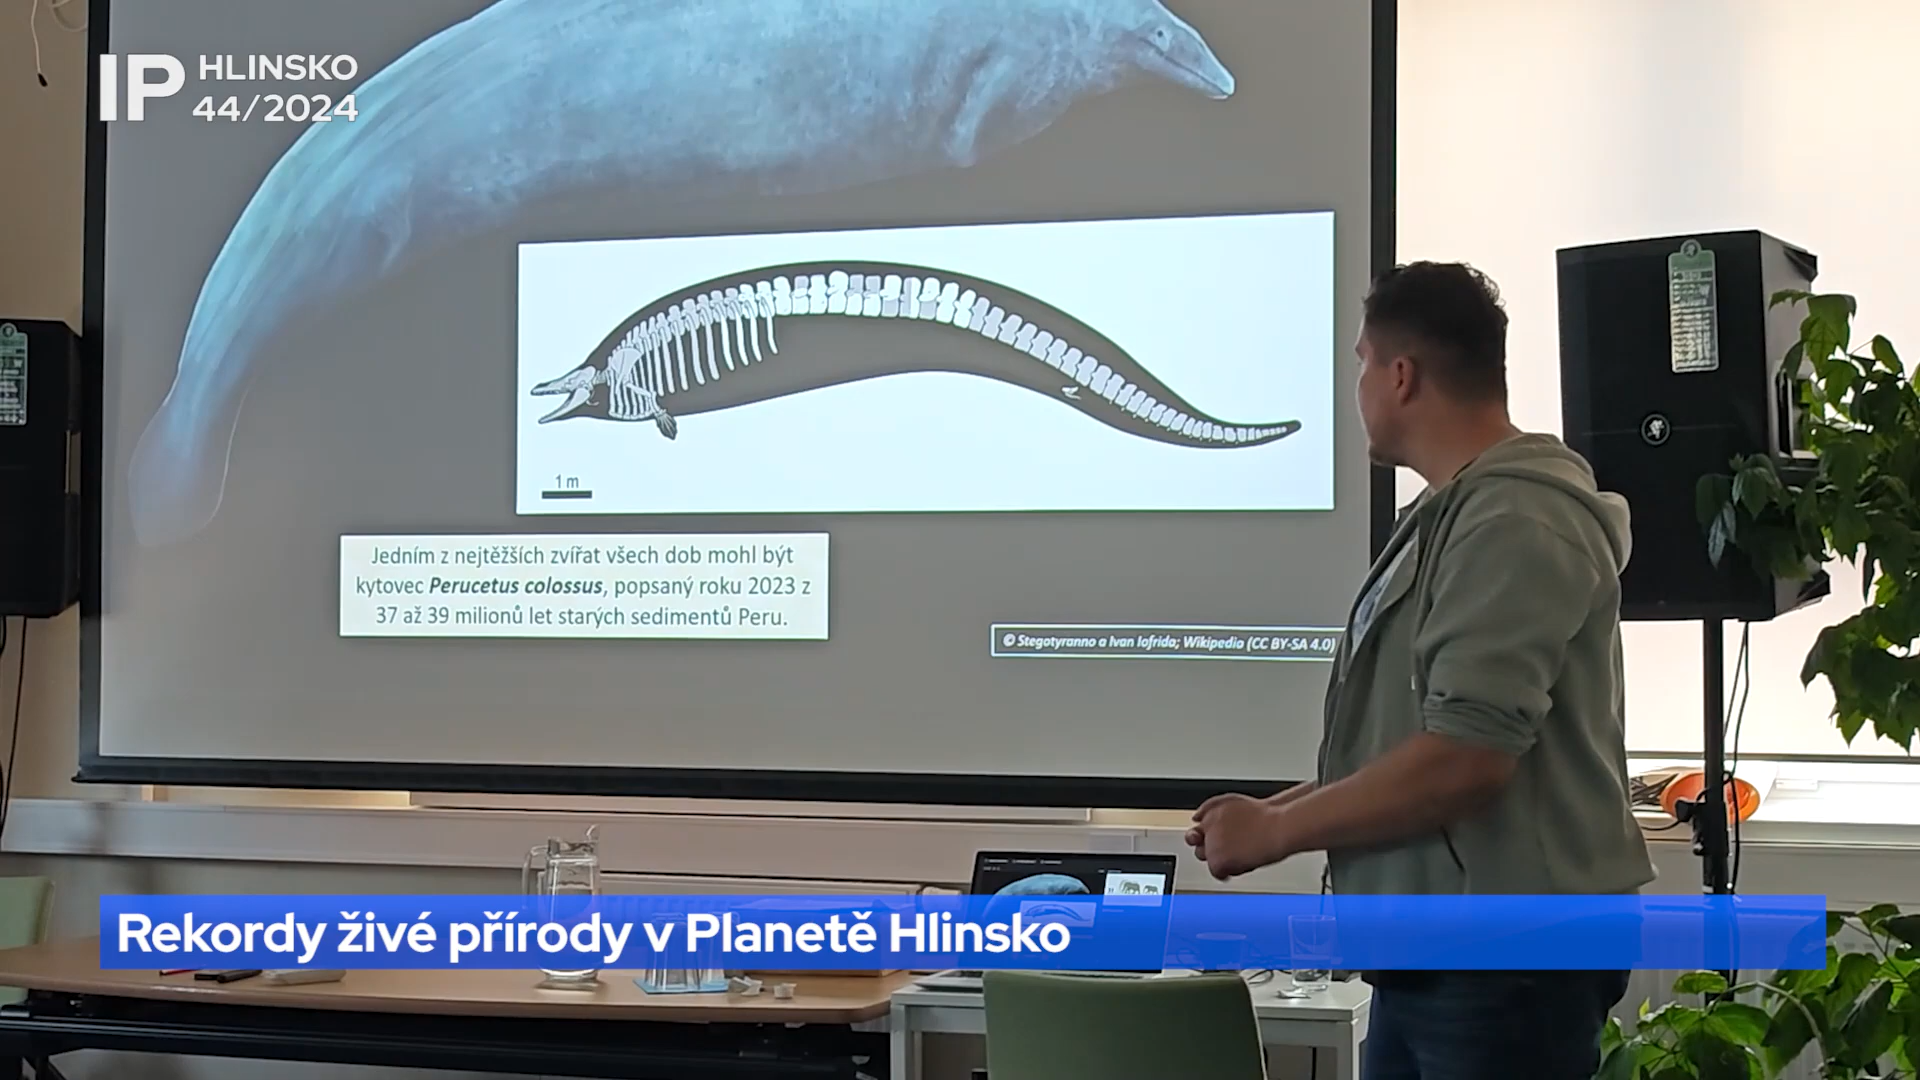 IP HLINSKO
44/2024
1 m
Jedním z nejtěžších zvířat všech dob mohl být
kytovec Perucetus colossus, popsaný roku 2023 z
37 až 39 milionů let starých sedimentů Peru.
© Stegotyranno a Ivan Iofrida; Wikipedia (CC BY-SA 4.0)
Rekordy živé přírody v Planetě Hlinsko